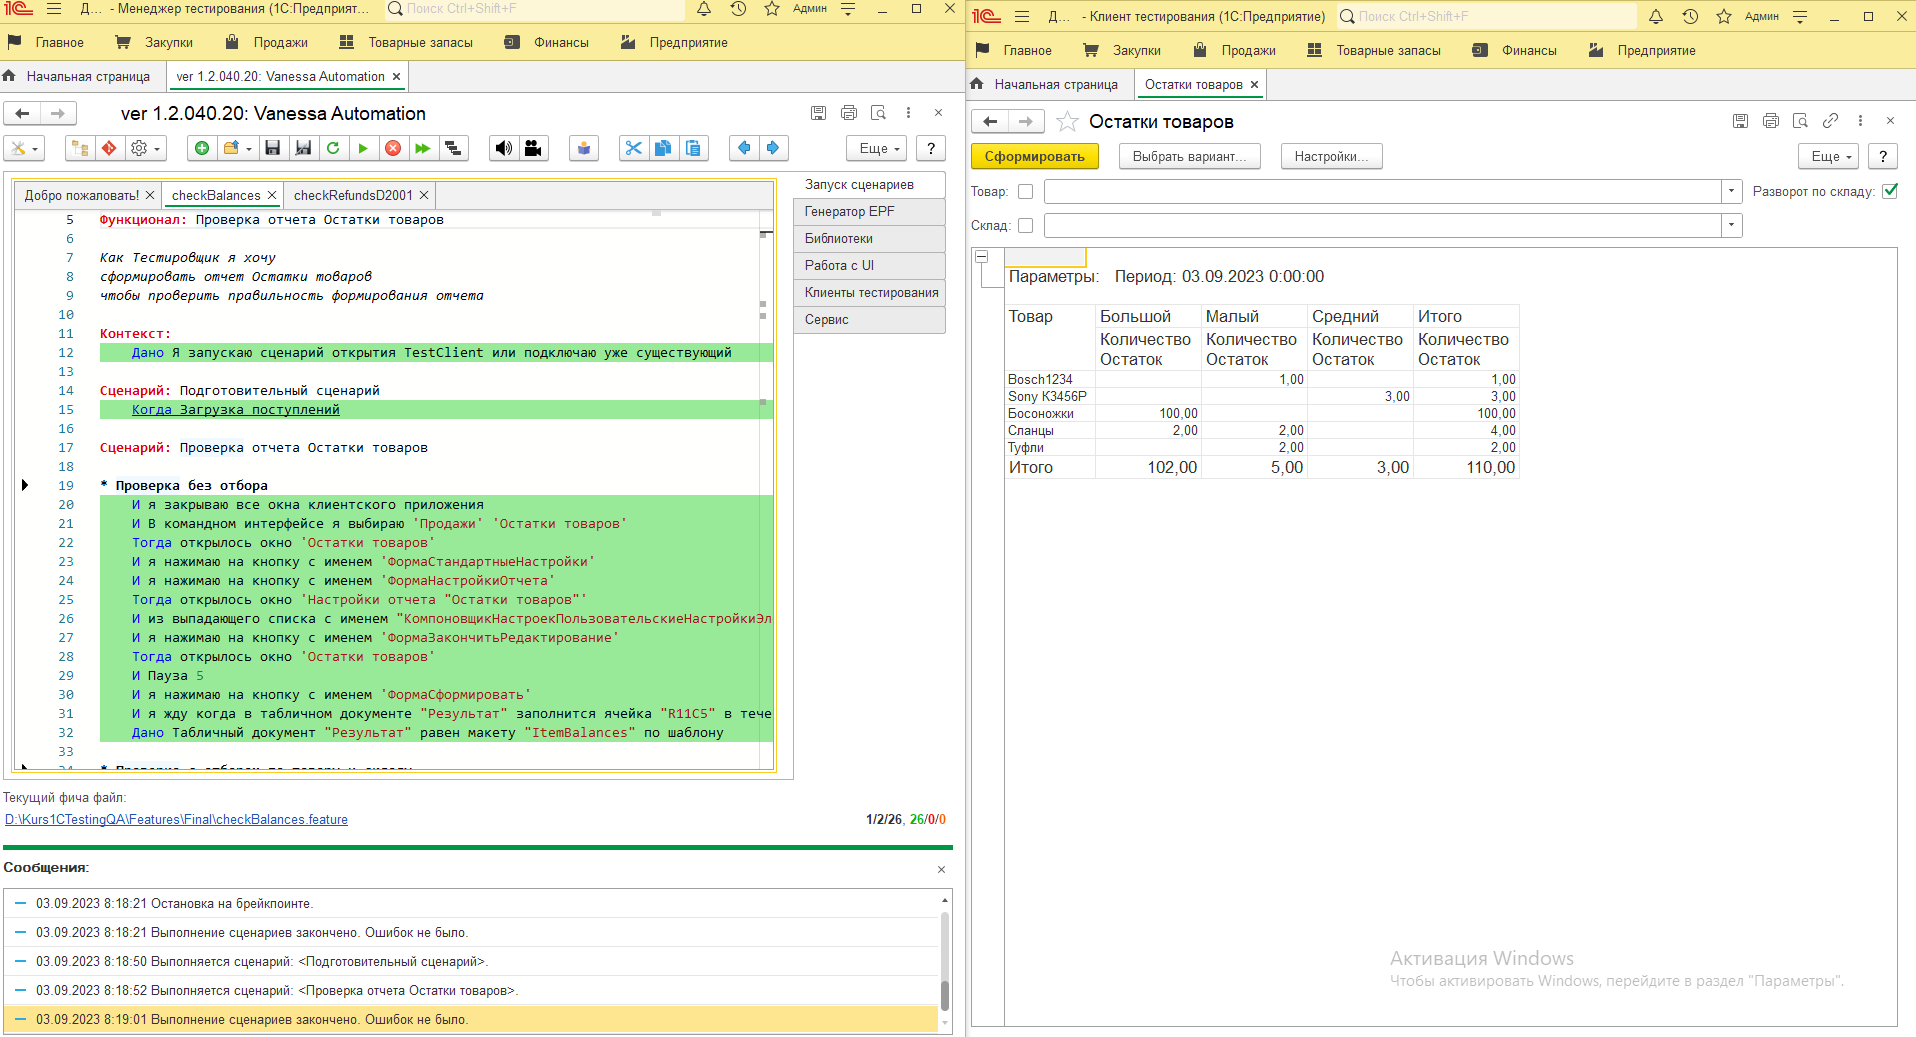 Д... - Менеджер тестирования (1С:Предприят...
Поиск Ctrl+Shift+F
Админ
Главное
Закупки
Продажи
Товарные запасы
Финансы
Предприятие
Начальная страница
ver 1.2.040.20: Vanessa Automation
ver 1.2.040.20: Vanessa Automation
Еще
?
Добро пожаловать!
checkBalances
checkRefundsD2001
5 Функционал: Проверка отчета Остатки товаров
6
7 Как Тестировщик я хочу
8 сформировать отчет Остатки товаров
9 чтобы проверить правильность формирования отчета
10
11 Контекст:
12 Дано Я запускаю сценарий открытия TestClient или подключаю уже существующий
13
14 Сценарий: Подготовительный сценарий
15 Когда Загрузка поступлений
16
17 Сценарий: Проверка отчета Остатки товаров
18
19 * Проверка без отбора
20 И я закрываю все окна клиентского приложения
21 И В командном интерфейсе я выбираю 'Продажи' 'Остатки товаров'
22 Тогда открылось окно 'Остатки товаров'
23 И я нажимаю на кнопку с именем 'ФормаСтандартныеНастройки'
24 И я нажимаю на кнопку с именем 'ФормаНастройкиОтчета'
25 Тогда открылось окно 'Настройки отчета "Остатки товаров"'
26 И из выпадающего списка с именем "КомпоновщикНастроекПользовательскиеНастройкиЭл
27 И я нажимаю на кнопку с именем 'ФормаЗакончитьРедактирование'
28 Тогда открылось окно 'Остатки товаров'
29 И Пауза 5
30 И я нажимаю на кнопку с именем 'ФормаСформировать'
31 И я жду когда в табличном документе "Результат" заполнится ячейка "R11C5" в тече
32 Дано Табличный документ "Результат" равен макету "ItemBalances" по шаблону
33
Запуск сценариев
Генератор EPF
Библиотеки
Работа с UI
Клиенты тестирования
Сервис
Текущий фича файл:
D:\Kurs1CTestingQA\Features\Final\checkBalances.feature
1/2/26, 26/0/0
Сообщения:
03.09.2023 8:18:21 Остановка на брейкпоинте.
03.09.2023 8:18:21 Выполнение сценариев закончено. Ошибок не было.
03.09.2023 8:18:50 Выполняется сценарий: <Подготовительный сценарий>.
03.09.2023 8:18:52 Выполняется сценарий: <Проверка отчета Остатки товаров>.
03.09.2023 8:19:01 Выполнение сценариев закончено. Ошибок не было.
Д... - Клиент тестирования (1С:Предприятие)
Поиск Ctrl+Shift+F
Админ
Главное
Закупки
Продажи
Товарные запасы
Финансы
Предприятие
Начальная страница
Остатки товаров
Остатки товаров
Сформировать
Выбрать вариант...
Настройки...
Еще
?
Товар:
Разворот по складу:
Склад:
Параметры: Период: 03.09.2023 0:00:00
Товар Большой Малый Средний Итого
Количество Количество Количество Количество
Остаток Остаток Остаток Остаток
Bosch1234 1,00 1,00
Sony K3456P 3,00 3,00
Босоножки 100,00 100,00
Сланцы 2,00 2,00 4,00
Туфли 2,00 2,00
Итого 102,00 5,00 3,00 110,00
Активация Windows
Чтобы активировать Windows, перейдите в раздел "Параметры".